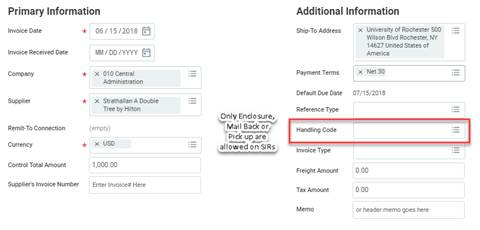 Primary Information
Invoice Date
* 06 / 15 / 2018
Invoice Received Date
MM / DD / YYYY
Company
* × 010 Central
Administration
Supplier
* × Strathallan A Double
Tree by Hilton
Remit-To Connection
(empty)
Currency
* × USD
Control Total Amount
1,000.00
Supplier's Invoice Number
Enter Invoice# Here
Only Enclosure,
Mail Back or
Pick up are
allowed on SIRs
Additional Information
Ship-To Address
× University of Rochester 500
Wilson Blvd Rochester, NY
14627 United States of
America
Payment Terms
× Net 30
Default Due Date
07/15/2018
Reference Type
Handling Code
Invoice Type
Freight Amount
0.00
Tax Amount
0.00
Memo
or header memo goes here